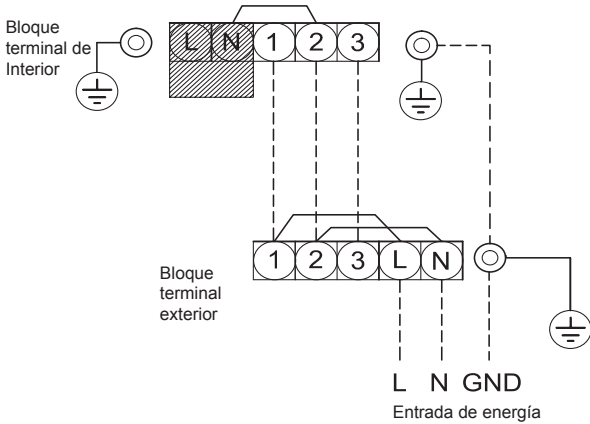 Bloque
terminal de
Interior
L N 1 2 3
1 2 3 L N
Bloque
terminal
exterior
L N GND
Entrada de energía